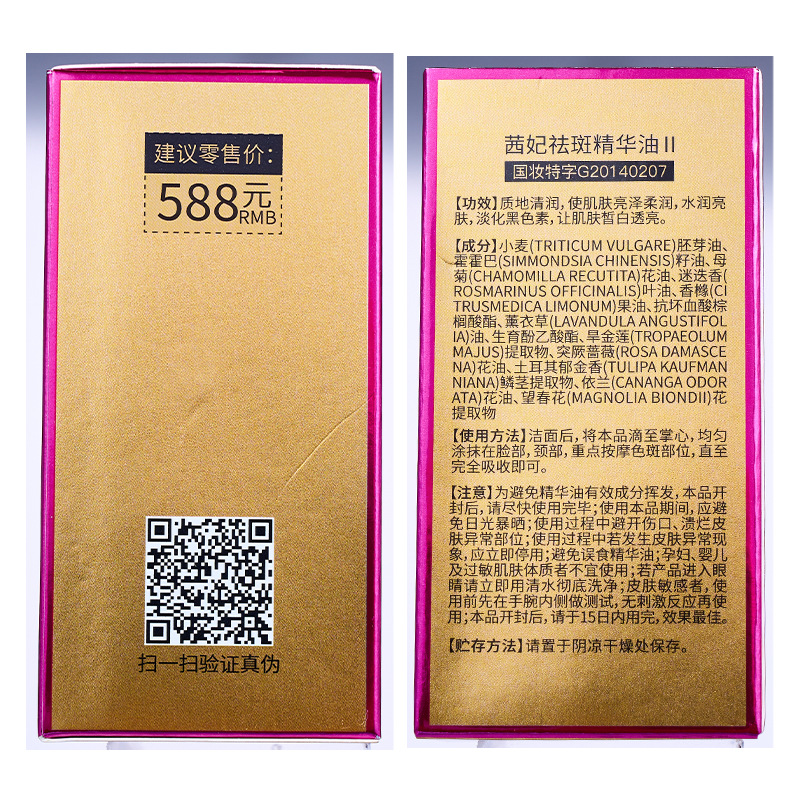 建议零售价：
588元
RMB
扫一扫验证真伪
茜妃祛斑精华油II
国妆特字G20140207
【功效】质地清润，使肌肤亮泽柔润，水润亮
肤，淡化黑色素，让肌肤皙白透亮。
【成分】小麦(TRITICUM VULGARE)胚芽油、
霍霍巴(SIMMONDSIA CHINENSIS)籽油、母
菊(CHAMOMILLA RECUTITA)花油、迷迭香(
ROSMARINUS OFFICINALIS)叶油、香橼(CI
TRUSMEDICA LIMONUM)果油、抗坏血酸棕
榈酸酯、薰衣草(LAVANDULA ANGUSTIFOL
IA)油、生育酚乙酸酯、旱金莲(TROPAEOLUM
MAJUS)提取物、突厥蔷薇(ROSA DAMASCE
NA)花油、土耳其郁金香(TULIPA KAUFMAN
NIANA)鳞茎提取物、依兰(CANANGA ODOR
ATA)花油、望春花(MAGNOLIA BIONDII)花
提取物
【使用方法】洁面后，将本品滴至掌心，均匀
涂抹在脸部，颈部，重点按摩色斑部位，直至
完全吸收即可。
【注意】为避免精华油有效成分挥发，本品开
封后，请尽快使用完毕；使用本品期间，应避
免日光暴晒；使用过程中避开伤口、溃烂皮
肤异常部位；使用过程中若发生皮肤异常现
象，应立即停用；避免误食精华油；孕妇、婴儿
及过敏肌肤体质者不宜使用；若产品进入眼
睛请立即用清水彻底洗净；皮肤敏感者，使
用前先在手腕内侧做测试，无刺激反应再使
用；本品开封后，请于15日内用完，效果最佳。
【贮存方法】请置于阴凉干燥处保存。